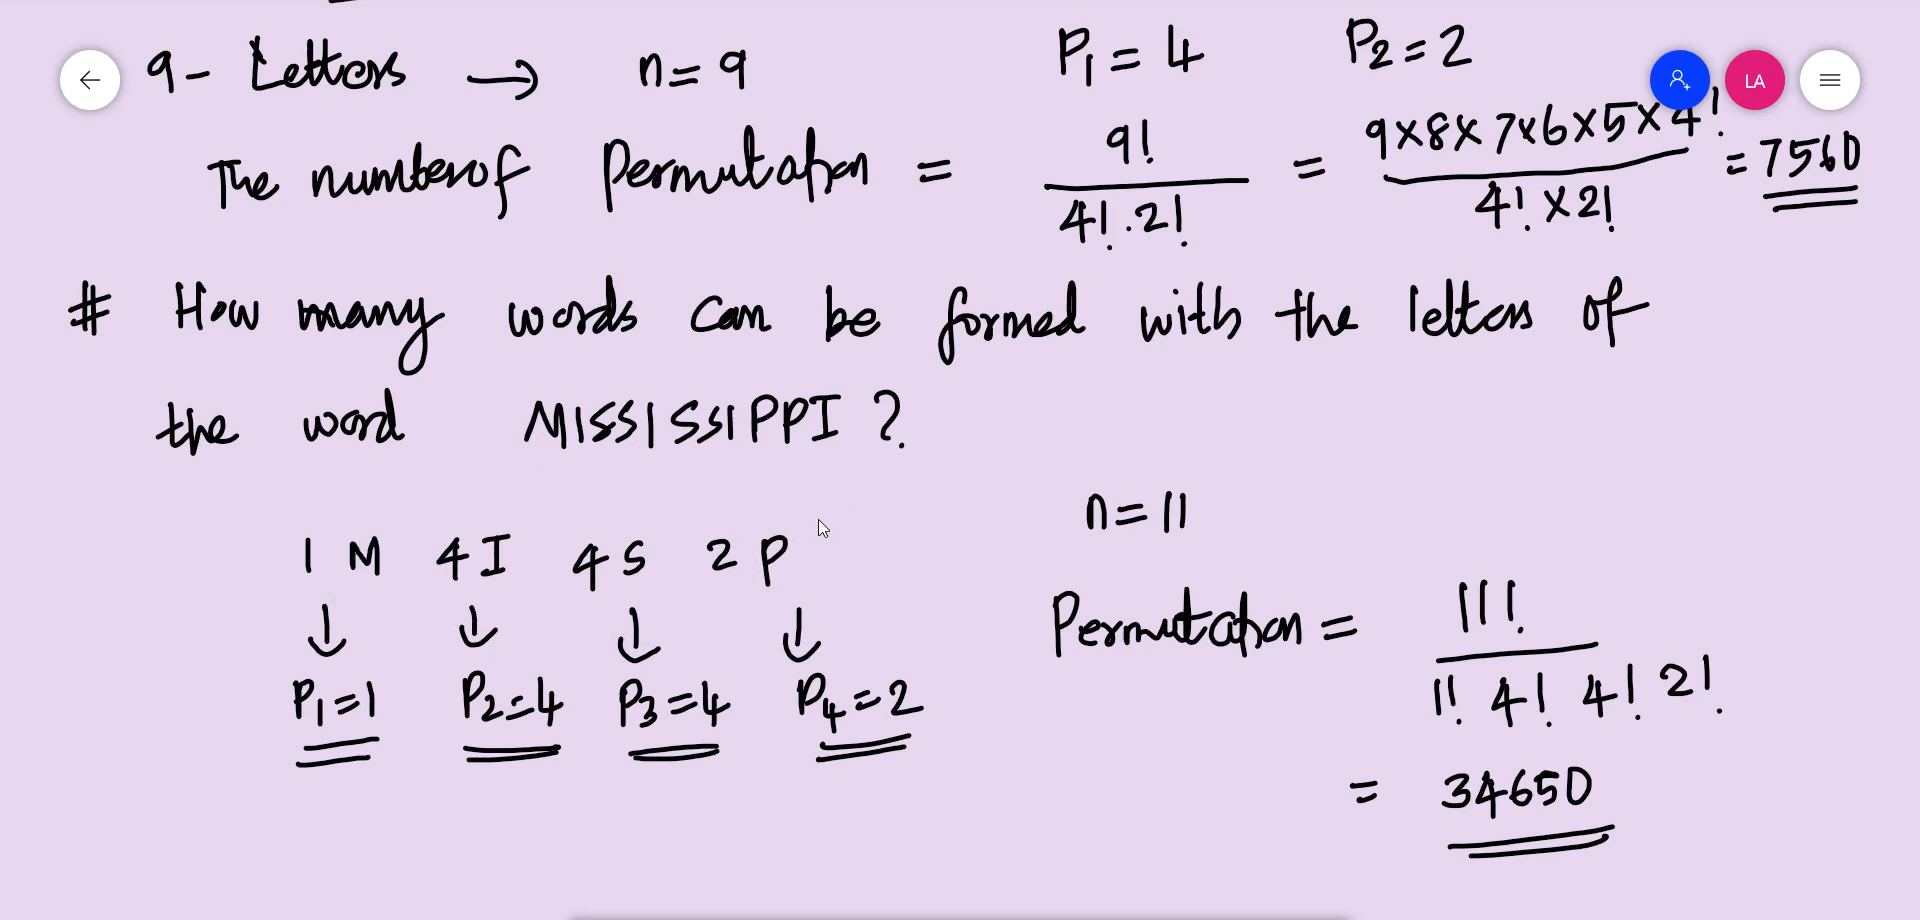 9- Letters → n = 9 P₁ = 4 P₂ = 2
LA
The number of Permutation = 9! / 4! . 2! = 9×8×7×6×5×4! / 4! ×2! = 7560
# How many words can be formed with the letters of
the word MISSISSIPPI ?
n = 11
1 M 4 I 4 S 2 P
↓ ↓ ↓ ↓
P₁=1 P₂=4 P₃=4 P₄=2
Permutation = 11! / 1! 4! 4! 2!
= 34650